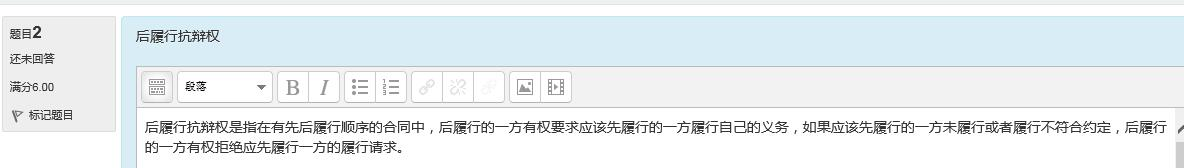 题目2
还未回答
满分6.00
标记题目
后履行抗辩权
段落
B I
后履行抗辩权是指在有先后履行顺序的合同中，后履行的一方有权要求应该先履行的一方履行自己的义务，如果应该先履行的一方未履行或者履行不符合约定，后履行
的一方有权拒绝应先履行一方的履行请求。